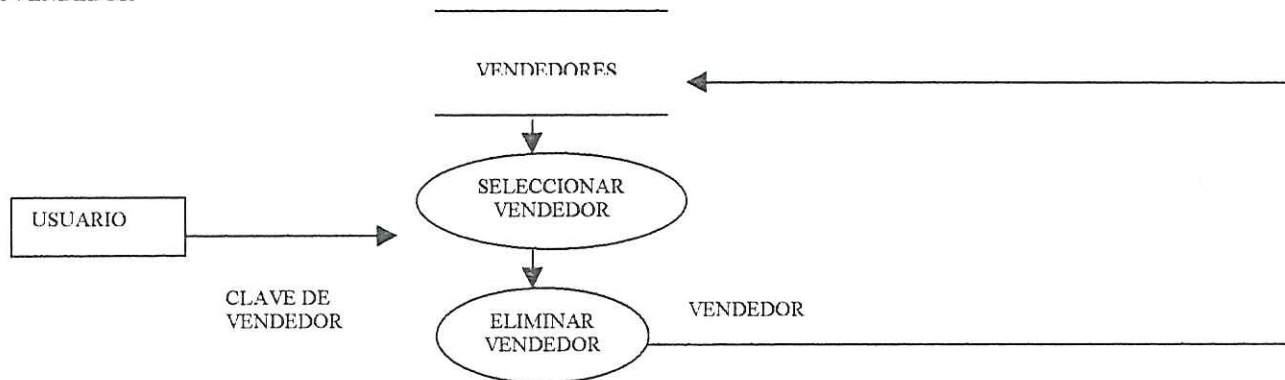 VENDEDORES
SELECCIONAR
VENDEDOR
USUARIO
CLAVE DE
VENDEDOR
ELIMINAR
VENDEDOR
VENDEDOR